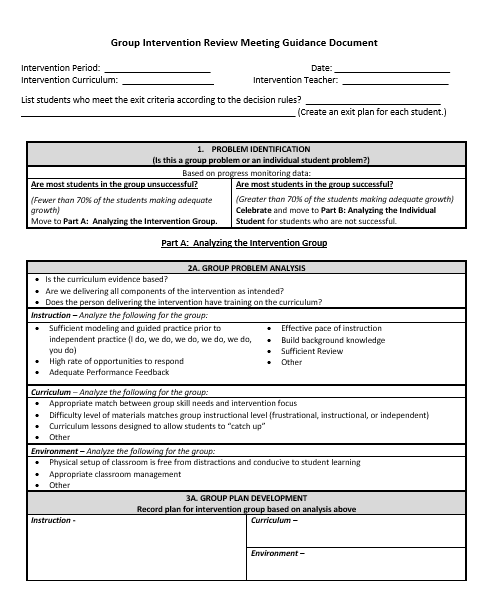 Group Intervention Review Meeting Guidance Document
Intervention Period: Date:
Intervention Curriculum: Intervention Teacher:
List students who meet the exit criteria according to the decision rules?
(Create an exit plan for each student.)
1. PROBLEM IDENTIFICATION
(Is this a group problem or an individual student problem?)
Based on progress monitoring data:
Are most students in the group unsuccessful?
(Fewer than 70% of the students making adequate
growth)
Move to Part A: Analyzing the Intervention Group.
Are most students in the group successful?
(Greater than 70% of the students making adequate growth)
Celebrate and move to Part B: Analyzing the Individual
Student for students who are not successful.
Part A: Analyzing the Intervention Group
2A. GROUP PROBLEM ANALYSIS
• Is the curriculum evidence based?
• Are we delivering all components of the intervention as intended?
• Does the person delivering the intervention have training on the curriculum?
Instruction – Analyze the following for the group:
• Sufficient modeling and guided practice prior to
independent practice (I do, we do, we do, we do, we do,
you do)
• High rate of opportunities to respond
• Adequate Performance Feedback
• Effective pace of instruction
• Build background knowledge
• Sufficient Review
• Other
Curriculum – Analyze the following for the group:
• Appropriate match between group skill needs and intervention focus
• Difficulty level of materials matches group instructional level (frustrational, instructional, or independent)
• Curriculum lessons designed to allow students to “catch up”
• Other
Environment – Analyze the following for the group:
• Physical setup of classroom is free from distractions and conducive to student learning
• Appropriate classroom management
• Other
3A. GROUP PLAN DEVELOPMENT
Record plan for intervention group based on analysis above
Instruction -
Curriculum –
Environment –